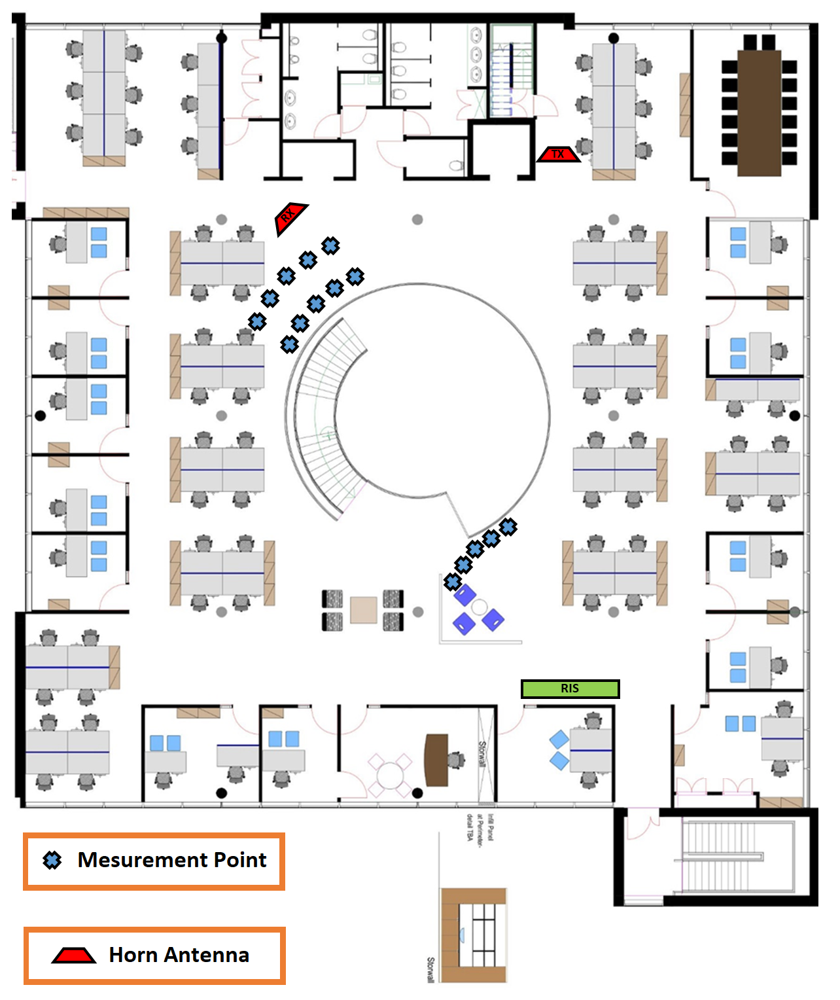 TX
RX
RIS
Storwall
Infill Panel
at Perimeter-
detail TBA
Mesurement Point
Horn Antenna
Storwall